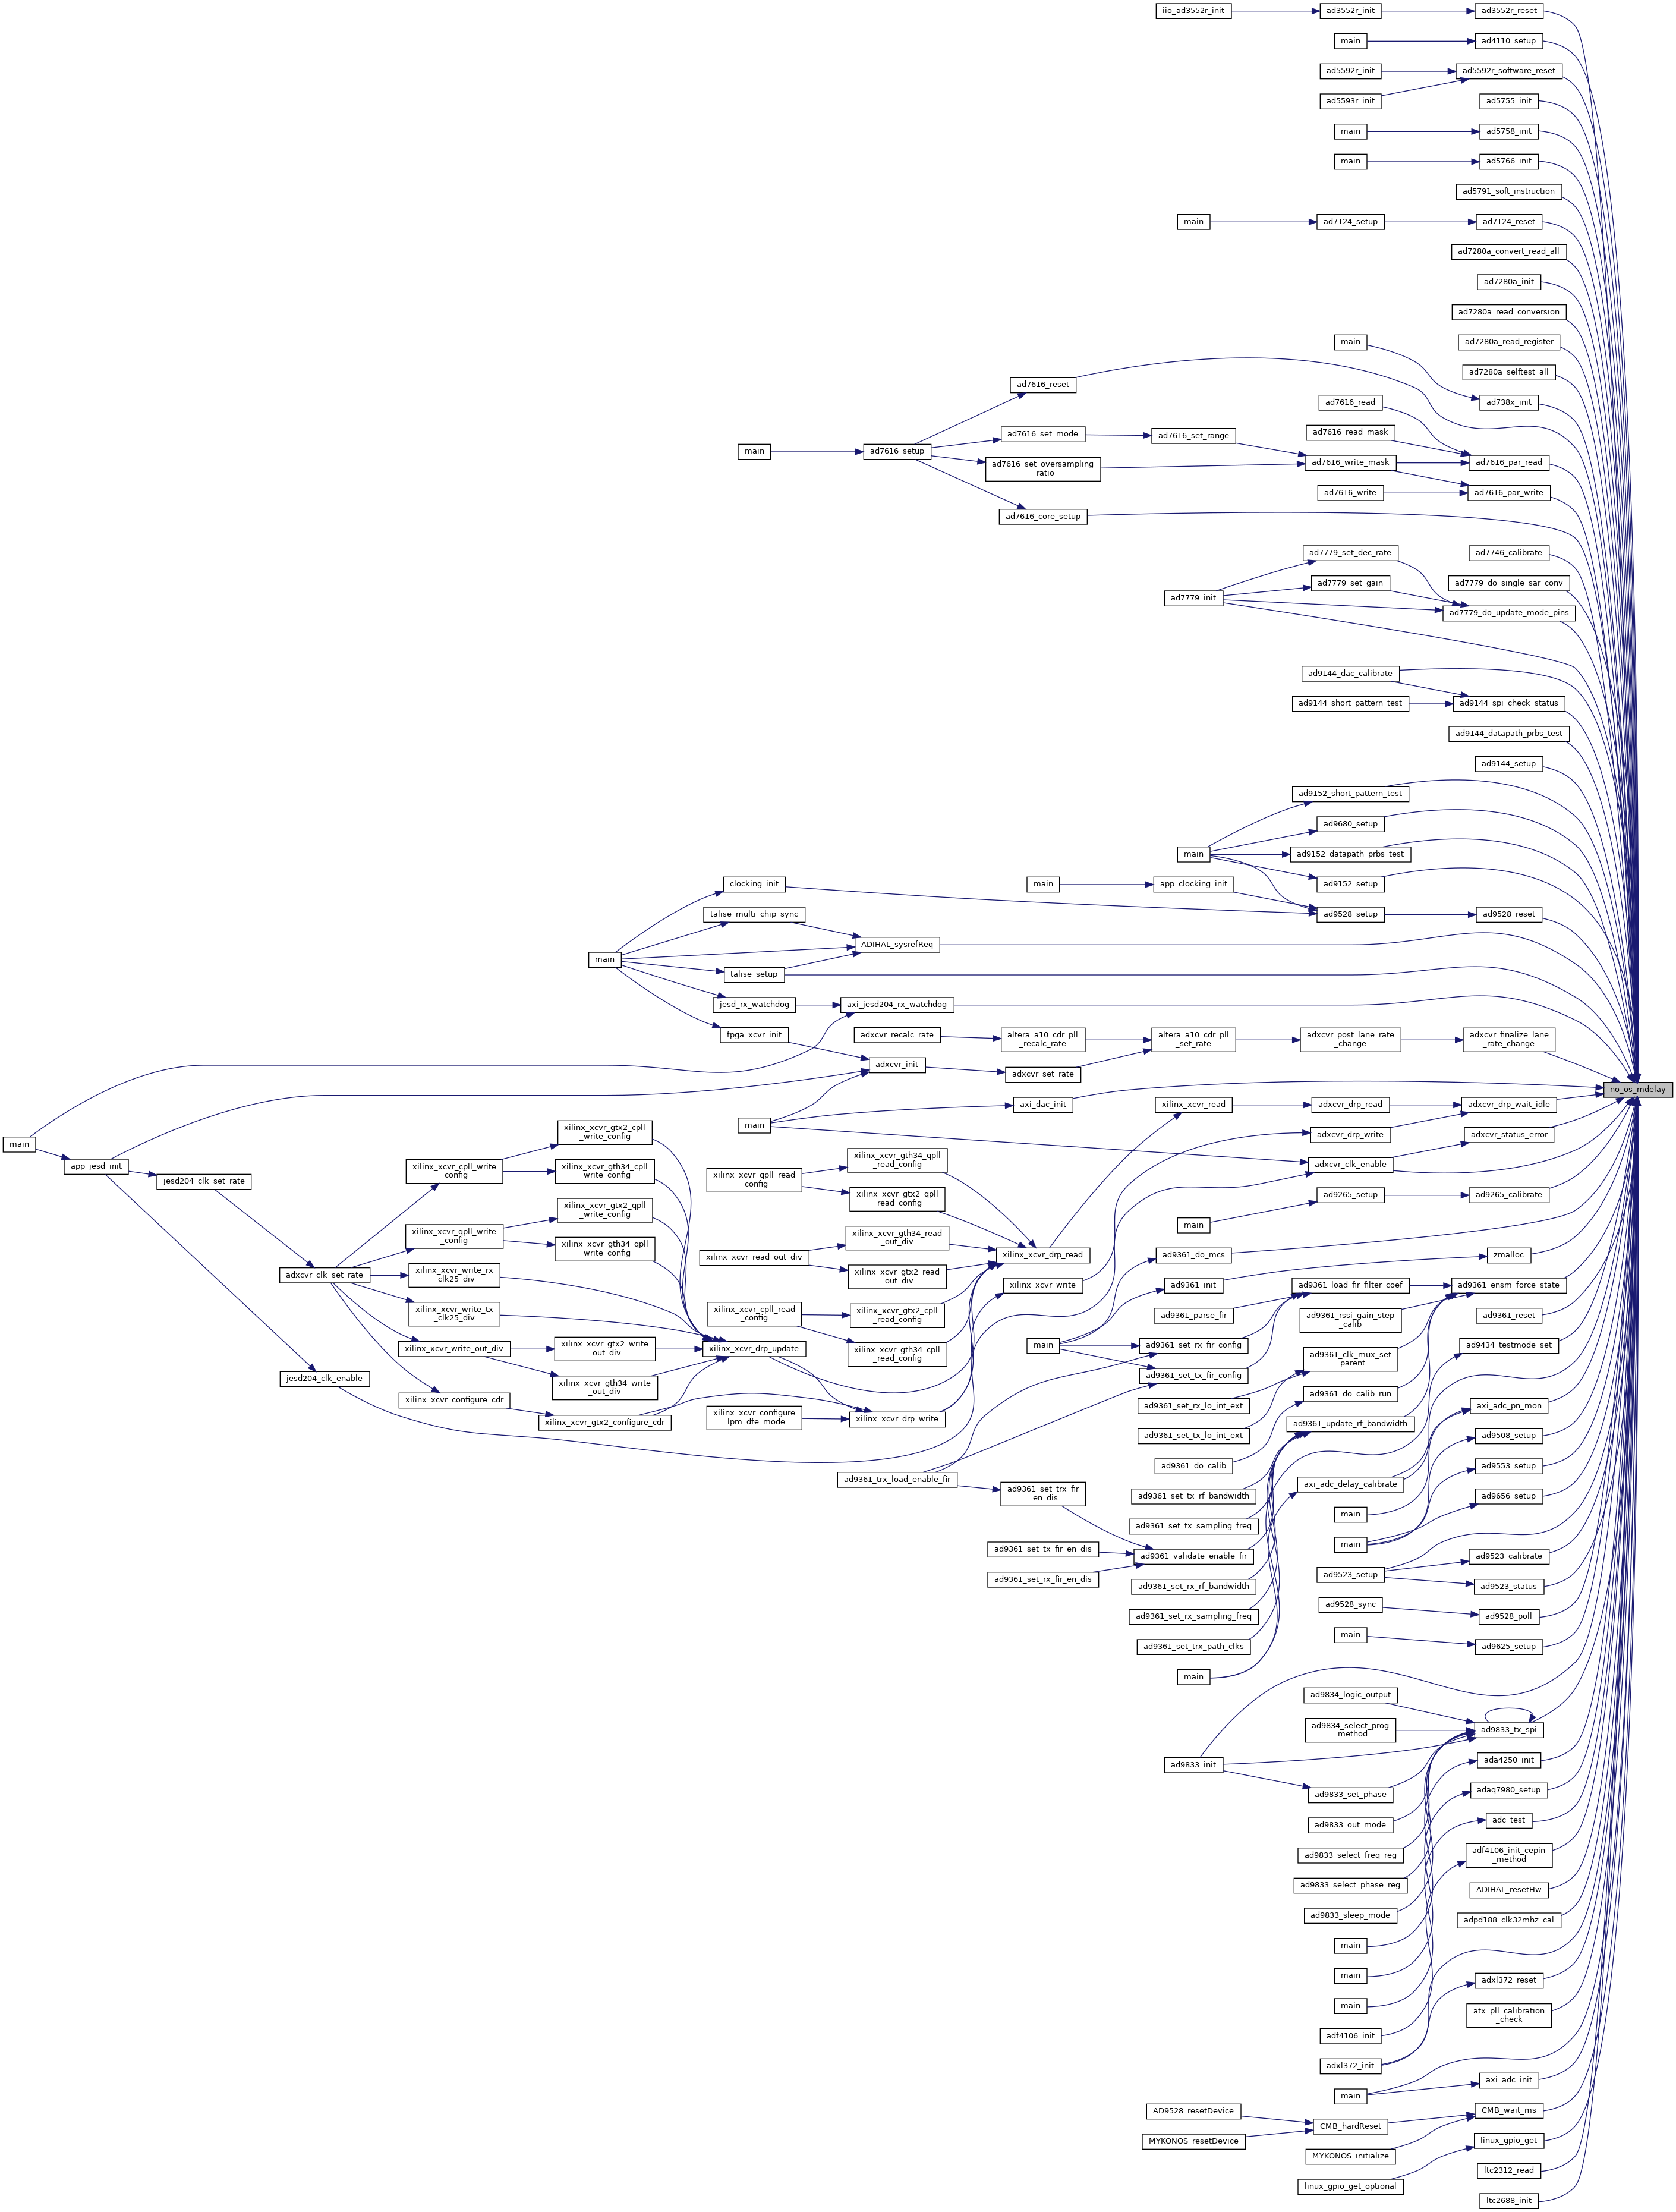 iio_ad3552r_init
ad3552r_init
ad3552r_reset
main
ad4110_setup
ad5592r_init
ad5592r_software_reset
ad5593r_init
ad5755_init
main
ad5758_init
main
ad5766_init
ad5791_soft_instruction
main
ad7124_setup
ad7124_reset
ad7280a_convert_read_all
ad7280a_init
ad7280a_read_conversion
main
ad7280a_read_register
ad7280a_selftest_all
ad7616_reset
ad7616_read
ad738x_init
ad7616_set_mode
ad7616_set_range
ad7616_read_mask
main
ad7616_setup
ad7616_set_oversampling
_ratio
ad7616_write_mask
ad7616_par_read
ad7616_write
ad7616_par_write
ad7616_core_setup
ad7779_set_dec_rate
ad7746_calibrate
ad7779_set_gain
ad7779_do_single_sar_conv
ad7779_init
ad7779_do_update_mode_pins
ad9144_dac_calibrate
ad9144_short_pattern_test
ad9144_spi_check_status
ad9144_datapath_prbs_test
ad9144_setup
ad9152_short_pattern_test
ad9680_setup
main
ad9152_datapath_prbs_test
clocking_init
main
app_clocking_init
ad9152_setup
talise_multi_chip_sync
ad9528_setup
ad9528_reset
ADIHAL_sysrefReq
main
talise_setup
jesd_rx_watchdog
axi_jesd204_rx_watchdog
fpga_xcvr_init
adxcvr_recalc_rate
altera_a10_cdr_pll
_recalc_rate
altera_a10_cdr_pll
_set_rate
adxcvr_post_lane_rate
_change
adxcvr_finalize_lane
_rate_change
adxcvr_init
adxcvr_set_rate
no_os_mdelay
axi_dac_init
xilinx_xcvr_read
adxcvr_drp_read
adxcvr_drp_wait_idle
main
xilinx_xcvr_gtx2_cpll
_write_config
adxcvr_drp_write
adxcvr_status_error
main
app_jesd_init
jesd204_clk_set_rate
xilinx_xcvr_cpll_write
_config
xilinx_xcvr_gth34_cpll
_write_config
xilinx_xcvr_qpll_read
_config
xilinx_xcvr_gth34_qpll
_read_config
adxcvr_clk_enable
xilinx_xcvr_gtx2_qpll
_read_config
ad9265_setup
ad9265_calibrate
main
xilinx_xcvr_gtx2_qpll
_write_config
xilinx_xcvr_qpll_write
_config
xilinx_xcvr_gth34_qpll
_write_config
xilinx_xcvr_gth34_read
_out_div
xilinx_xcvr_read_out_div
xilinx_xcvr_gtx2_read
_out_div
xilinx_xcvr_drp_read
ad9361_do_mcs
zmalloc
adxcvr_clk_set_rate
xilinx_xcvr_write_rx
_clk25_div
xilinx_xcvr_write
ad9361_init
ad9361_load_fir_filter_coef
ad9361_ensm_force_state
xilinx_xcvr_write_tx
_clk25_div
xilinx_xcvr_cpll_read
_config
xilinx_xcvr_gtx2_cpll
_read_config
ad9361_parse_fir
ad9361_rssi_gain_step
_calib
ad9361_reset
xilinx_xcvr_write_out_div
xilinx_xcvr_gtx2_write
_out_div
xilinx_xcvr_drp_update
xilinx_xcvr_gth34_cpll
_read_config
main
ad9361_set_rx_fir_config
ad9361_clk_mux_set
_parent
ad9434_testmode_set
jesd204_clk_enable
xilinx_xcvr_gth34_write
_out_div
ad9361_set_tx_fir_config
ad9361_do_calib_run
xilinx_xcvr_configure_cdr
xilinx_xcvr_gtx2_configure_cdr
xilinx_xcvr_configure
_lpm_dfe_mode
xilinx_xcvr_drp_write
ad9361_set_rx_lo_int_ext
ad9361_update_rf_bandwidth
axi_adc_pn_mon
ad9361_set_tx_lo_int_ext
ad9508_setup
ad9361_do_calib
ad9553_setup
ad9361_trx_load_enable_fir
ad9361_set_trx_fir
_en_dis
ad9361_set_tx_rf_bandwidth
axi_adc_delay_calibrate
ad9656_setup
main
ad9361_set_tx_sampling_freq
main
ad9361_set_tx_fir_en_dis
ad9361_validate_enable_fir
ad9523_calibrate
ad9361_set_rx_fir_en_dis
ad9361_set_rx_rf_bandwidth
ad9523_setup
ad9523_status
ad9361_set_rx_sampling_freq
ad9528_sync
ad9528_poll
ad9361_set_trx_path_clks
main
ad9625_setup
main
ad9834_logic_output
ad9834_select_prog
_method
ad9833_tx_spi
ad9833_init
ada4250_init
ad9833_set_phase
adaq7980_setup
ad9833_out_mode
adc_test
ad9833_select_freq_reg
adf4106_init_cepin
_method
ad9833_select_phase_reg
ADIHAL_resetHw
ad9833_sleep_mode
adpd188_clk32mhz_cal
main
main
adxl372_reset
main
atx_pll_calibration
_check
adf4106_init
adxl372_init
axi_adc_init
main
AD9528_resetDevice
CMB_wait_ms
CMB_hardReset
MYKONOS_resetDevice
linux_gpio_get
MYKONOS_initialize
ltc2312_read
linux_gpio_get_optional
ltc2688_init